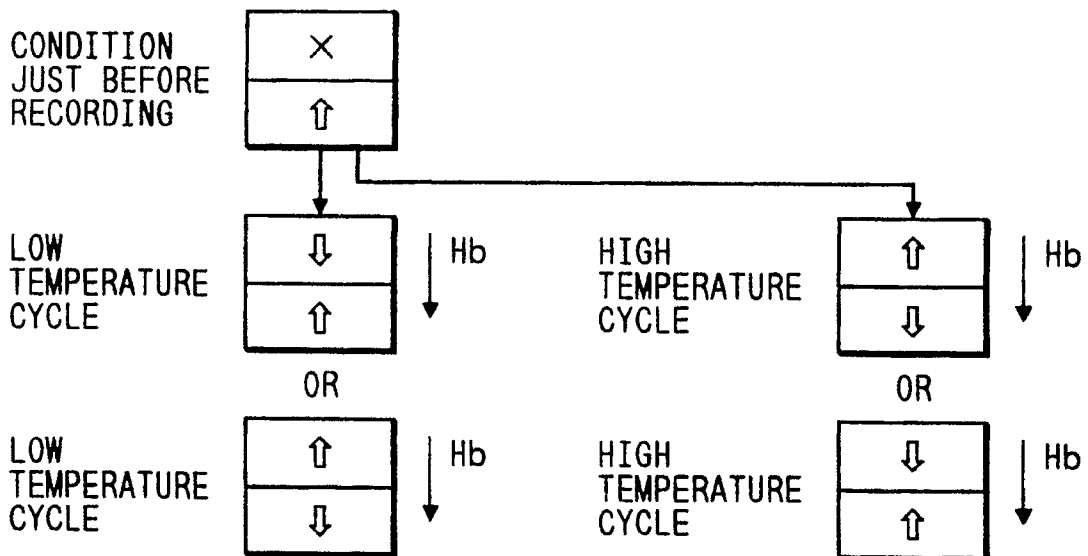 CONDITION
JUST BEFORE
RECORDING
×
LOW
TEMPERATURE
CYCLE
Hb
HIGH
TEMPERATURE
CYCLE
Hb
OR
OR
LOW
TEMPERATURE
CYCLE
Hb
HIGH
TEMPERATURE
CYCLE
Hb